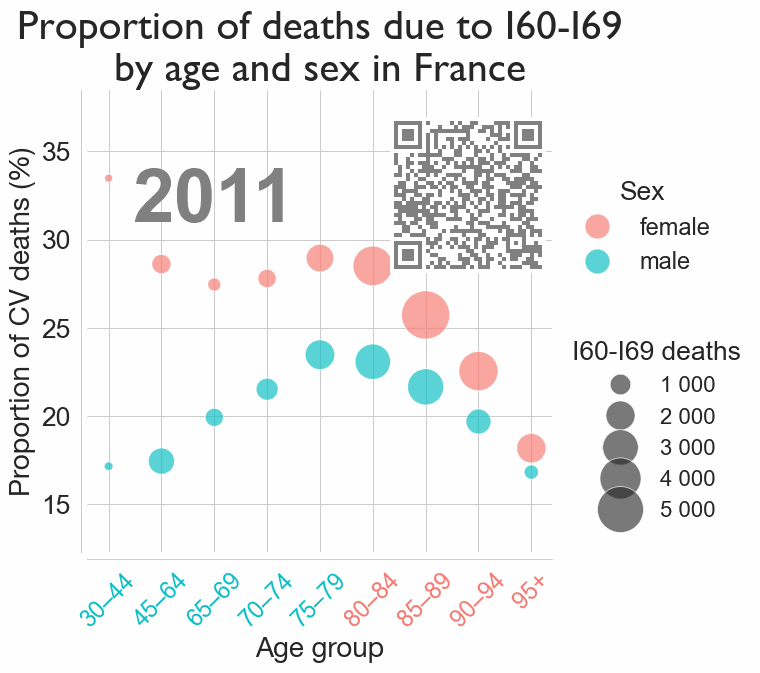 Proportion of deaths due to I60-I69
by age and sex in France
Proportion of CV deaths (%)
35
30
25
20
15
2011
Sex
female
male
I60-I69 deaths
1 000
2 000
3 000
4 000
5 000
30–44
45–64
65–69
70–74
75–79
80–84
85–89
90–94
95+
Age group